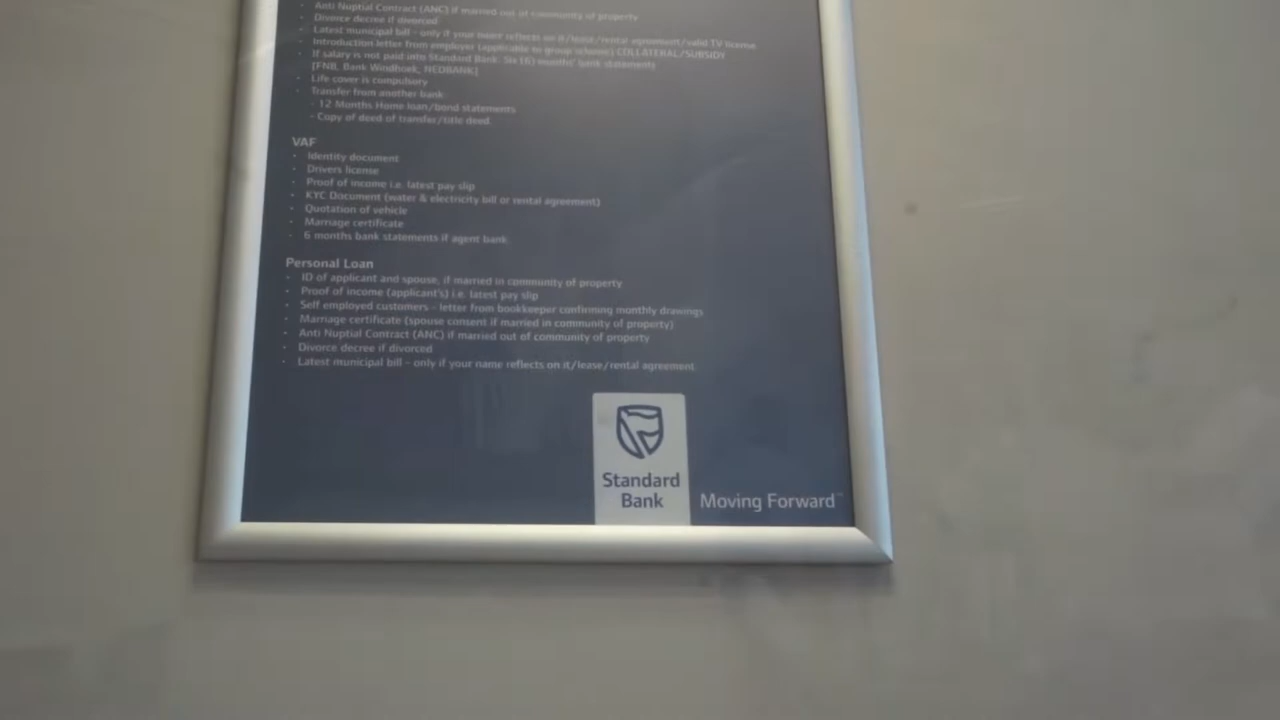 · Anti Nuptial Contract (ANC) if married out of community of property
· Divorce decree if divorced
· Latest municipal bill - only if your name reflects on it/lease/rental agreement/valid TV license
· Introduction letter from employer (applicable to group scheme) COLLATERAL/SUBSIDY
· If salary is not paid into Standard Bank. Six (6) months' bank statements
[FNB, Bank Windhoek, NEDBANK]
· Life cover is compulsory
· Transfer from another bank:
- 12 Months Home loan/bond statements
- Copy of deed of transfer/title deed.
VAF
· Identity document
· Drivers license
· Proof of income i.e. latest pay slip
· KYC Document (water & electricity bill or rental agreement)
· Quotation of vehicle
· Marriage certificate
· 6 months bank statements if agent bank.
Personal Loan
· ID of applicant and spouse, if married in community of property
· Proof of income (applicant's) i.e. latest pay slip
· Self employed customers - letter from bookkeeper confirming monthly drawings
· Marriage certificate (spouse consent if married in community of property)
· Anti Nuptial Contract (ANC) if married out of community of property
· Divorce decree if divorced
· Latest municipal bill - only if your name reflects on it/lease/rental agreement
Standard
Bank
Moving Forward™